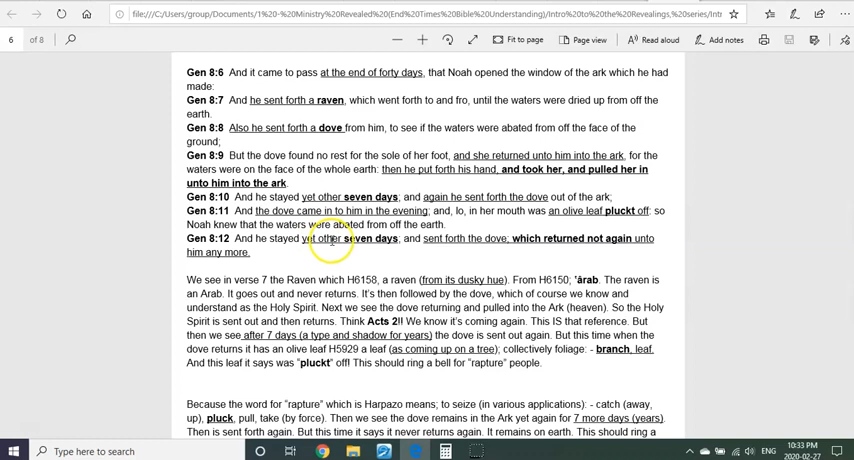 file:///C:/Users/group/Documents/1%20-%20Ministry%20Revealed%20(End%20Times%20Bible%20Understanding)/Intro%20to%20the%20Revealings,%20series/Intr
6 of 8
Fit to page
Page view
Read aloud
Add notes
Gen 8:6 And it came to pass at the end of forty days, that Noah opened the window of the ark which he had
made:
Gen 8:7 And he sent forth a raven, which went forth to and fro, until the waters were dried up from off the
earth.
Gen 8:8 Also he sent forth a dove from him, to see if the waters were abated from off the face of the
ground;
Gen 8:9 But the dove found no rest for the sole of her foot, and she returned unto him into the ark, for the
waters were on the face of the whole earth: then he put forth his hand, and took her, and pulled her in
unto him into the ark.
Gen 8:10 And he stayed yet other seven days; and again he sent forth the dove out of the ark;
Gen 8:11 And the dove came in to him in the evening; and, lo, in her mouth was an olive leaf pluckt off: so
Noah knew that the waters were abated from off the earth.
Gen 8:12 And he stayed yet other seven days; and sent forth the dove; which returned not again unto
him any more.
We see in verse 7 the Raven which H6158, a raven (from its dusky hue). From H6150; 'ârab. The raven is
an Arab. It goes out and never returns. It's then followed by the dove, which of course we know and
understand as the Holy Spirit. Next we see the dove returning and pulled into the Ark (heaven). So the Holy
Spirit is sent out and then returns. Think Acts 2!! We know it's coming again. This IS that reference. But
then we see after 7 days (a type and shadow for years) the dove is sent out again. But this time when the
dove returns it has an olive leaf H5929 a leaf (as coming up on a tree); collectively foliage: - branch, leaf.
And this leaf it says was "pluckt" off! This should ring a bell for "rapture" people.
Because the word for "rapture" which is Harpazo means; to seize (in various applications): - catch (away,
up), pluck, pull, take (by force). Then we see the dove remains in the Ark yet again for 7 more days (years).
Then is sent forth again. But this time it says it never returns again. It remains on earth. This should ring a
Type here to search
ENG
10:33 PM
2020-02-27